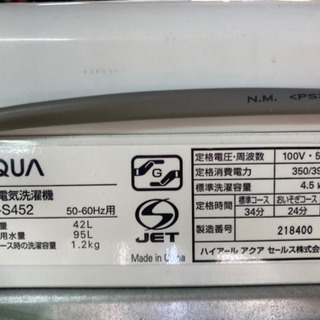 N.M. <PS
QUA
電気洗濯機
-S452
50-60Hz用
量 42L
用水量 95L
ース時の洗濯容量 1.2kg
G
JET
Made in China
定格電圧・周波数 100V・5
定格消費電力 350/39
標準洗濯容量 4.5
定格時間 標準コース おいそぎコース
34分 24分
製造番号 218400
ハイアール アクア セールス株式会